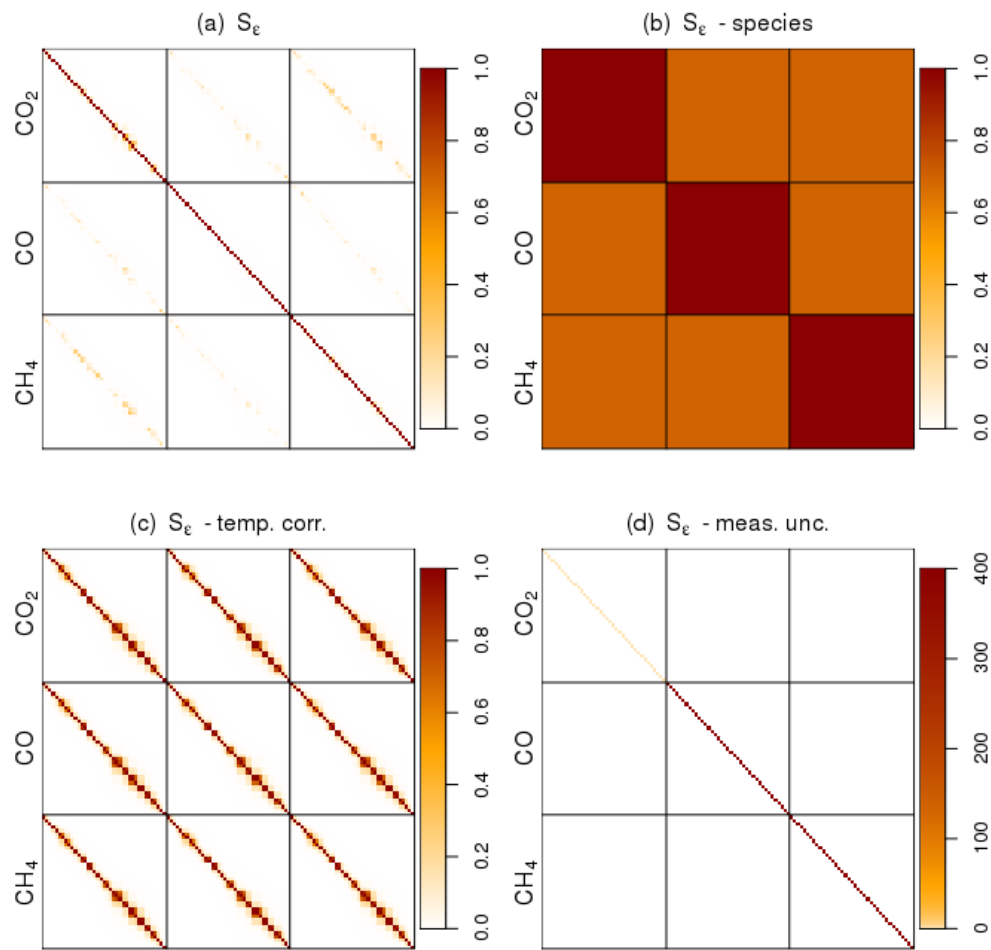 (a) Sε
CO₂
CO
CH₄
1.0
0.8
0.6
0.4
0.2
0.0
(b) Sε - species
CO₂
CO
CH₄
1.0
0.8
0.6
0.4
0.2
0.0
(c) Sε - temp. corr.
CO₂
CO
CH₄
1.0
0.8
0.6
0.4
0.2
0.0
(d) Sε - meas. unc.
CO₂
CO
CH₄
400
300
200
100
0